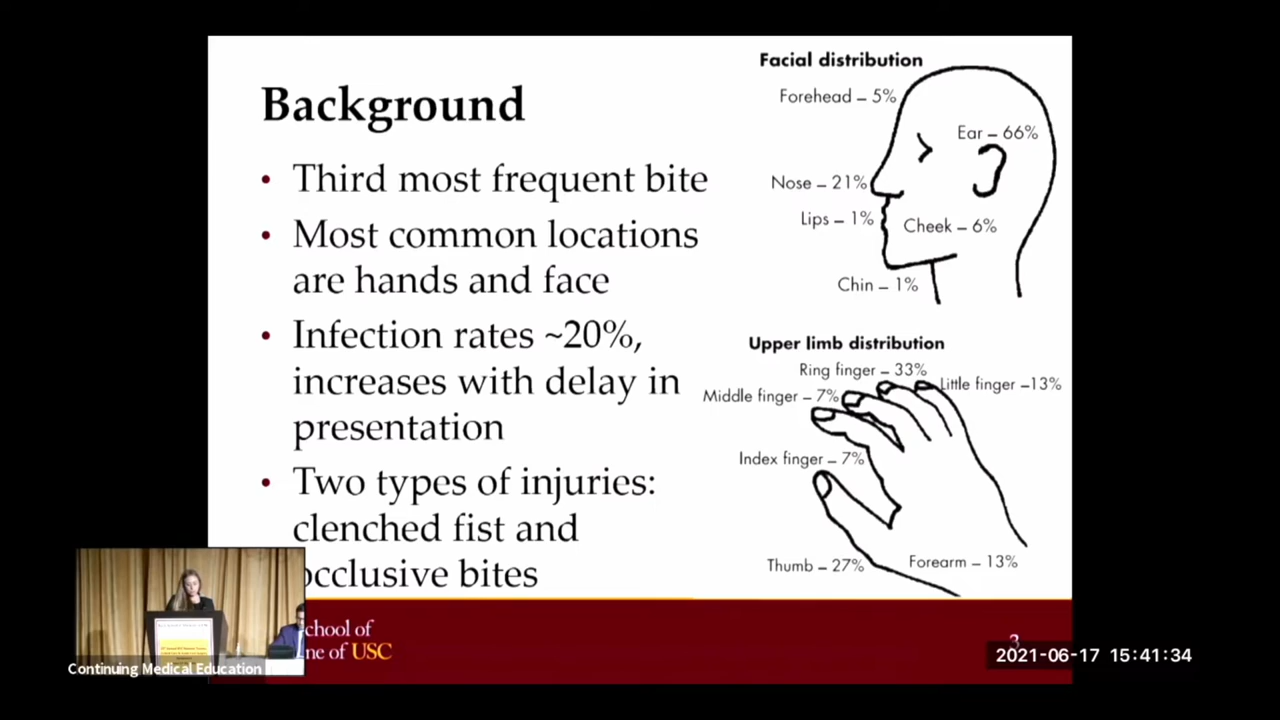 Background
• Third most frequent bite
• Most common locations
are hands and face
• Infection rates ~20%,
increases with delay in
presentation
• Two types of injuries:
clenched fist and
occlusive bites
Facial distribution
Forehead – 5%
Ear – 66%
Nose – 21%
Lips – 1%
Cheek – 6%
Chin – 1%
Upper limb distribution
Ring finger – 33%
Little finger –13%
Middle finger – 7%
Index finger – 7%
Thumb – 27%
Forearm – 13%
chool of
ne of USC
3
Continuing Medical Education
2021-06-17 15:41:34